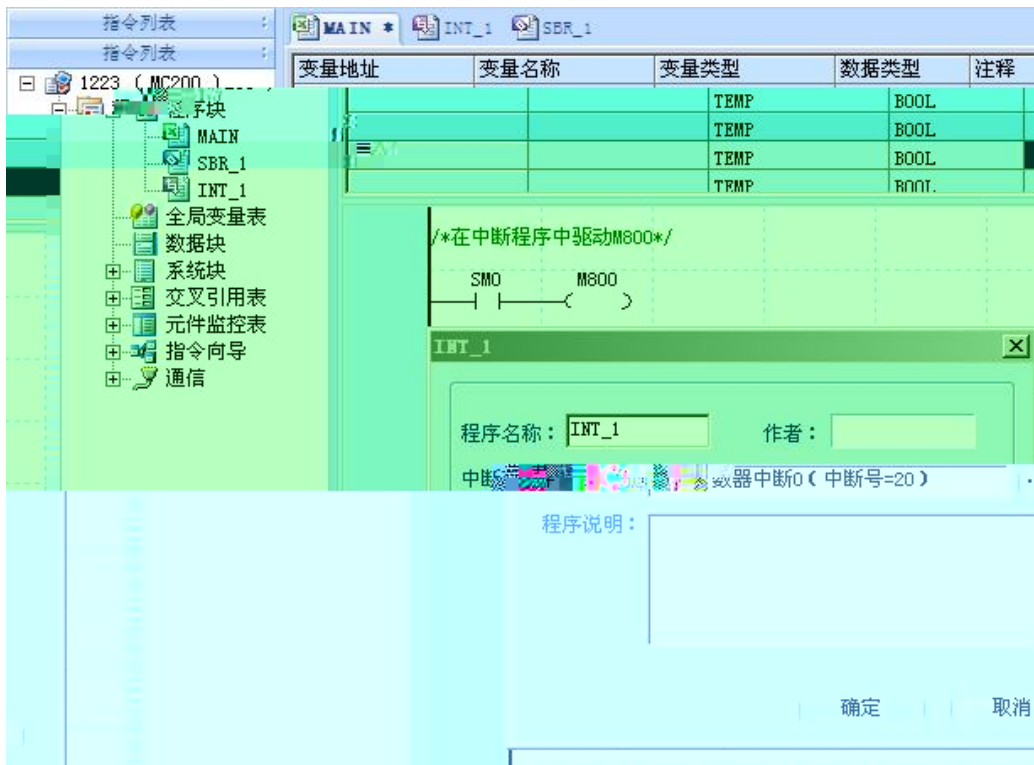 指令列表
指令列表
MAIN * INT_1 SBR_1
变量地址 变量名称 变量类型 数据类型 注释
1223 ( MC200
TEMP BOOL
TEMP BOOL
TEMP BOOL
TEMP BOOL
程序块
MAIN
SBR_1
INT_1
全局变量表
数据块
系统块
交叉引用表
元件监控表
指令向导
通信
/*在中断程序中驱动M800*/
SM0 M800
INT_1
程序名称： INT_1 作者：
中断 数器中断0 ( 中断号=20 )
程序说明：
确定 取消